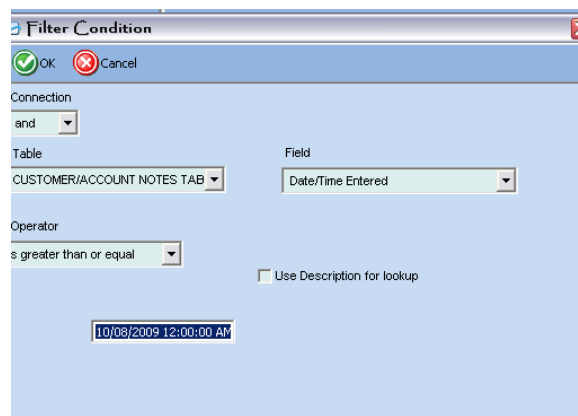 Filter Condition
OK Cancel
Connection
and
Table Field
CUSTOMER/ACCOUNT NOTES TAB Date/Time Entered
Operator
s greater than or equal
Use Description for lookup
10/08/2009 12:00:00 AM